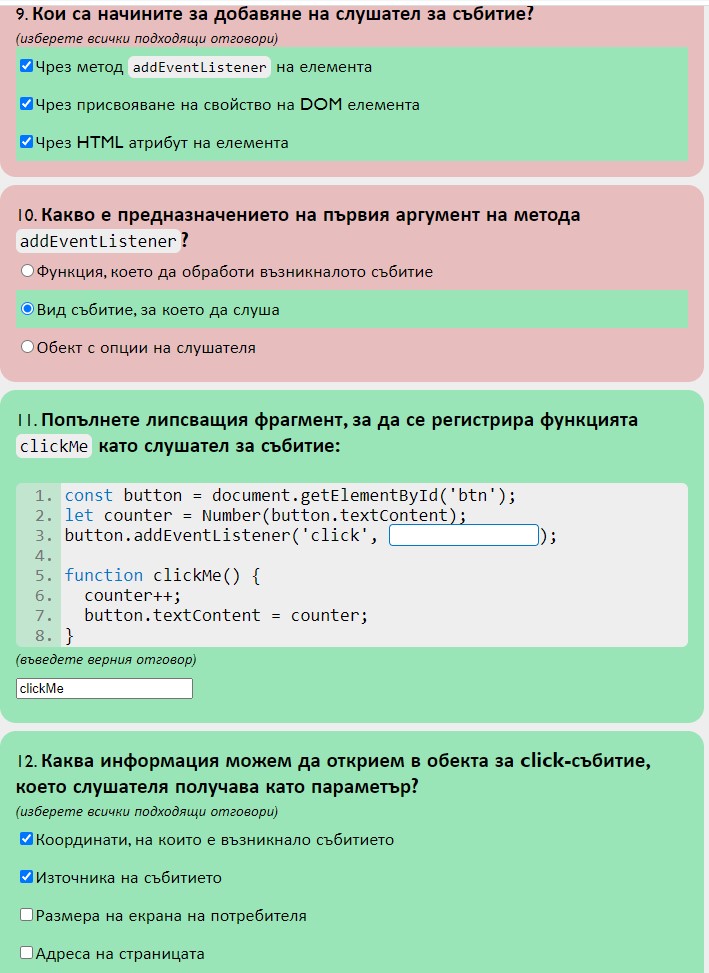 9. Кои са начините за добавяне на слушател за събитие?
(изберете всички подходящи отговори)
Чрез метод addEventListener на елемента
Чрез присвояване на свойство на DOM елемента
Чрез HTML атрибут на елемента
10. Какво е предназначението на първия аргумент на метода
addEventListener?
Функция, което да обработи възникналото събитие
Вид събитие, за което да слуша
Обект с опции на слушателя
11. Попълнете липсващия фрагмент, за да се регистрира функцията
clickMe като слушател за събитие:
1. const button = document.getElementById('btn');
2. let counter = Number(button.textContent);
3. button.addEventListener('click', );
4.
5. function clickMe() {
6. counter++;
7. button.textContent = counter;
8. }
(въведете верния отговор)
clickMe
12. Каква информация можем да открием в обекта за click-събитие,
което слушателя получава като параметър?
(изберете всички подходящи отговори)
Координати, на които е възникнало събитието
Източника на събитието
Размера на екрана на потребителя
Адреса на страницата